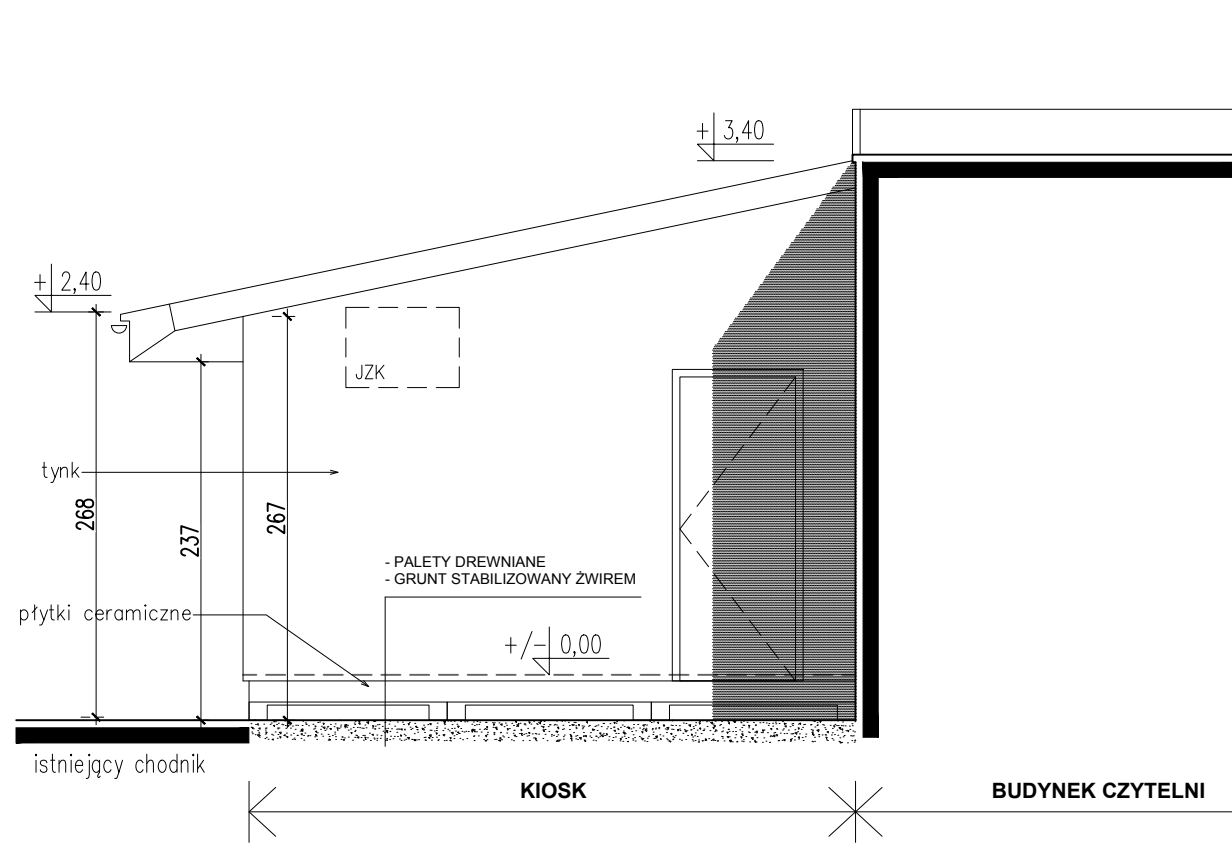 + 3,40
+ 2,40
JZK
tynk
268
237
267
- PALETY DREWNIANE
- GRUNT STABILIZOWANY ŻWIREM
płytki ceramiczne
+/- 0,00
istniejący chodnik
KIOSK
BUDYNEK CZYTELNI